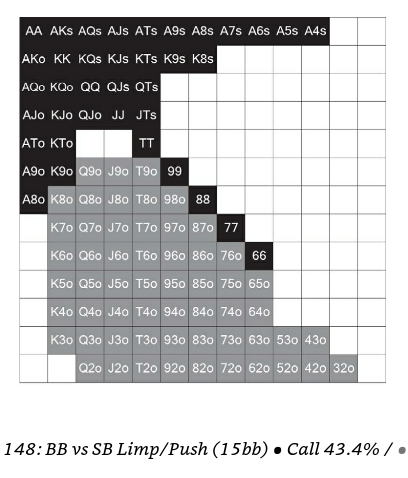 AA AKs AQs AJs ATs A9s A8s A7s A6s A5s A4s
AKo KK KQs KJs KTs K9s K8s
AQo KQo QQ QJs QTs
AJo KJo QJo JJ JTs
ATo KTo TT
A9o K9o Q9o J9o T9o 99
A8o K8o Q8o J8o T8o 98o 88
K7o Q7o J7o T7o 97o 87o 77
K6o Q6o J6o T6o 96o 86o 76o 66
K5o Q5o J5o T5o 95o 85o 75o 65o
K4o Q4o J4o T4o 94o 84o 74o 64o
K3o Q3o J3o T3o 93o 83o 73o 63o 53o 43o
Q2o J2o T2o 92o 82o 72o 62o 52o 42o 32o
148: BB vs SB Limp/Push (15bb) • Call 43.4% / •